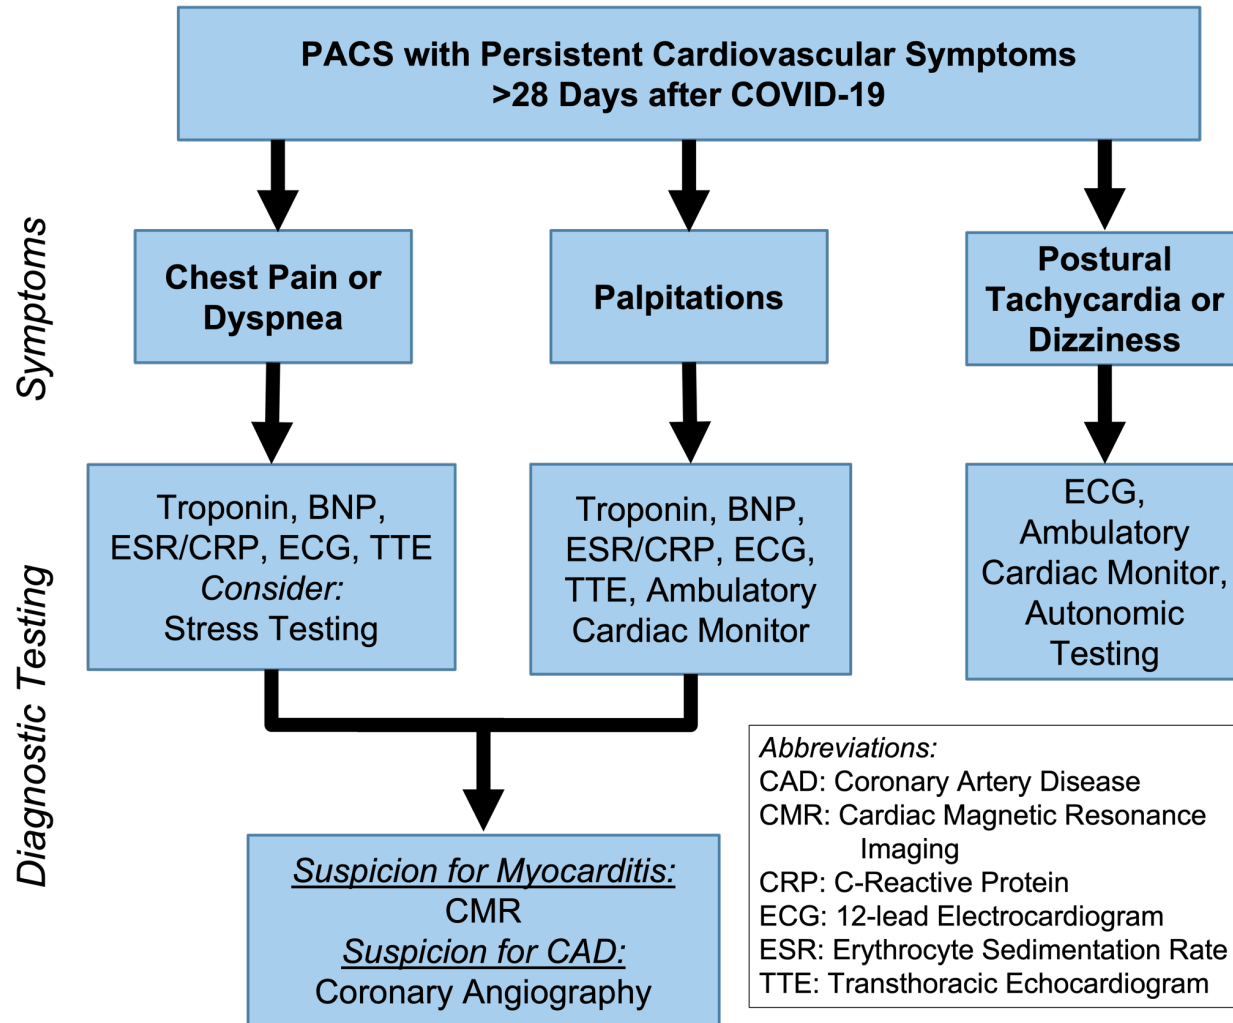 PACS with Persistent Cardiovascular Symptoms
>28 Days after COVID-19
Symptoms
Chest Pain or
Dyspnea
Palpitations
Postural
Tachycardia or
Dizziness
Diagnostic Testing
Troponin, BNP,
ESR/CRP, ECG, TTE
Consider:
Stress Testing
Troponin, BNP,
ESR/CRP, ECG,
TTE, Ambulatory
Cardiac Monitor
ECG,
Ambulatory
Cardiac Monitor,
Autonomic
Testing
Suspicion for Myocarditis:
CMR
Suspicion for CAD:
Coronary Angiography
Abbreviations:
CAD: Coronary Artery Disease
CMR: Cardiac Magnetic Resonance
Imaging
CRP: C-Reactive Protein
ECG: 12-lead Electrocardiogram
ESR: Erythrocyte Sedimentation Rate
TTE: Transthoracic Echocardiogram